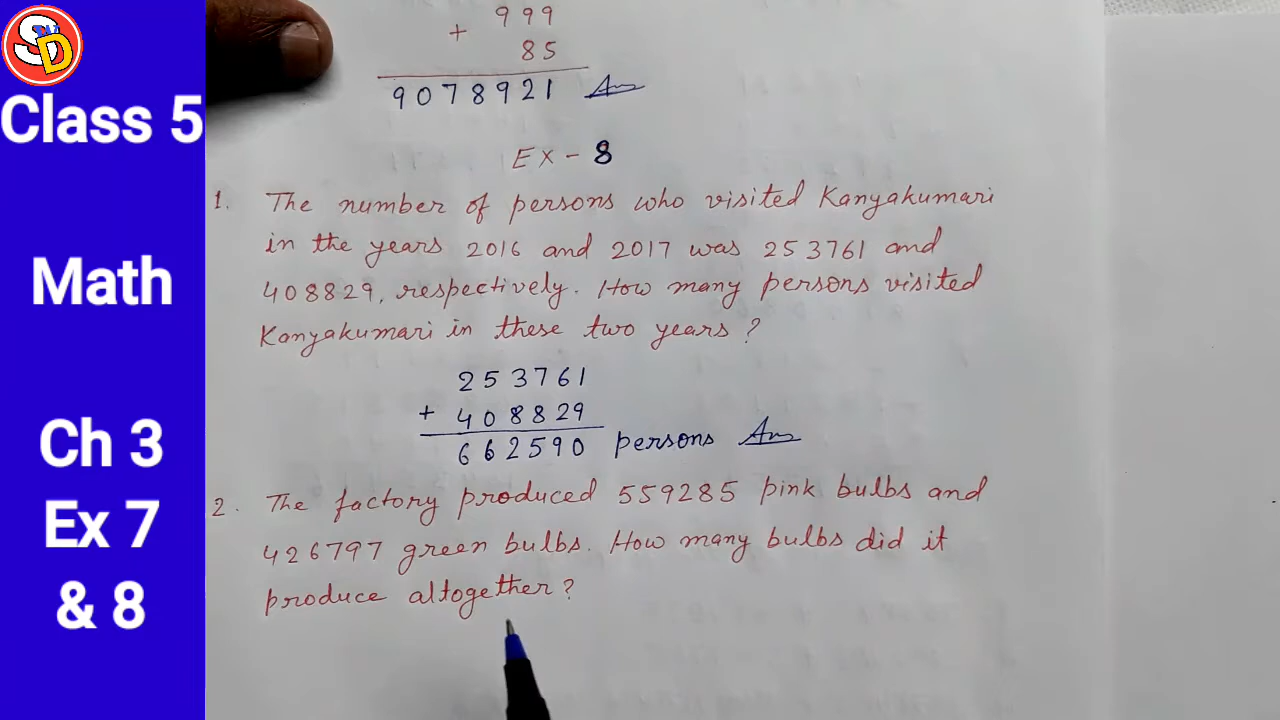 SD
Class 5
Math
Ch 3
Ex 7
& 8
999
+
85
9078921 Ans
Ex - 8
1. The number of persons who visited Kanyakumari
in the years 2016 and 2017 was 253761 and
408829, respectively. How many persons visited
Kanyakumari in these two years?
253761
+ 408829
662590 persons Ans
2. The factory produced 559285 pink bulbs and
426797 green bulbs. How many bulbs did it
produce altogether?